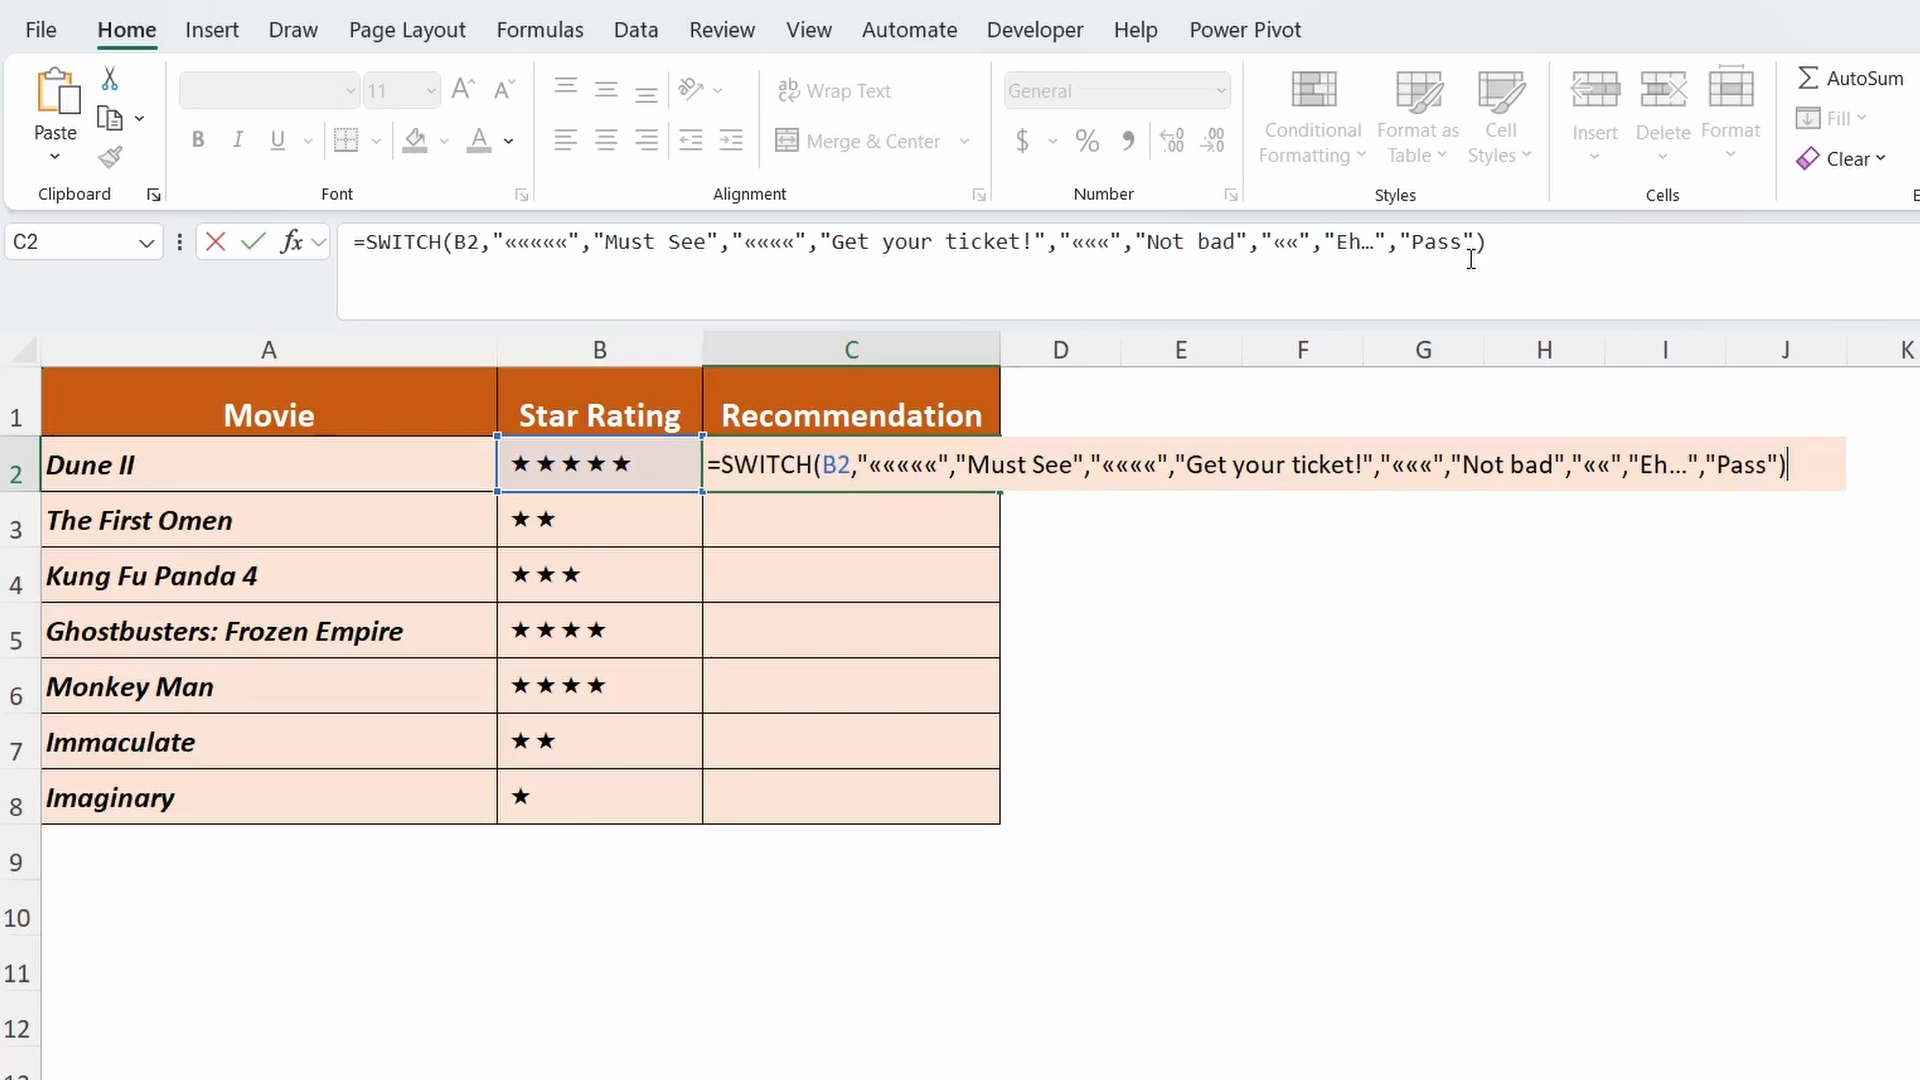 File Home Insert Draw Page Layout Formulas Data Review View Automate Developer Help Power Pivot
Paste
Clipboard
11
B I U
Font
Wrap Text
Merge & Center
Alignment
General
$ % , .00
Number
Conditional Formatting
Format as Table
Cell Styles
Styles
Insert Delete Format
Cells
AutoSum
Fill
Clear
C2 fx =SWITCH(B2,"«««««","Must See","««««","Get your ticket!","«««","Not bad","««","Eh…","Pass")
A B C D E F G H I J K
1 Movie Star Rating Recommendation
2 Dune II ★★★★★ =SWITCH(B2,"«««««","Must See","««««","Get your ticket!","«««","Not bad","««","Eh…","Pass")
3 The First Omen ★★
4 Kung Fu Panda 4 ★★★
5 Ghostbusters: Frozen Empire ★★★★
6 Monkey Man ★★★★
7 Immaculate ★★
8 Imaginary ★
9
10
11
12